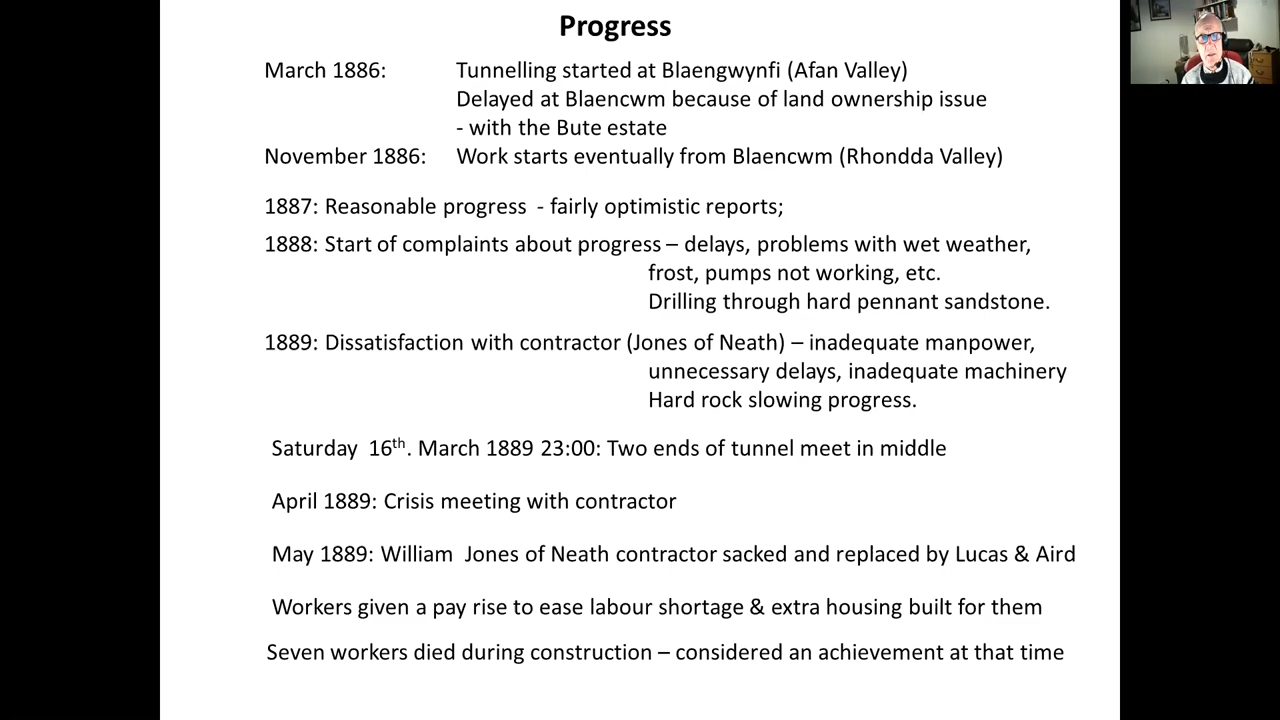 Progress
March 1886: Tunnelling started at Blaengwynfi (Afan Valley)
Delayed at Blaencwm because of land ownership issue
- with the Bute estate
November 1886: Work starts eventually from Blaencwm (Rhondda Valley)
1887: Reasonable progress - fairly optimistic reports;
1888: Start of complaints about progress – delays, problems with wet weather,
frost, pumps not working, etc.
Drilling through hard pennant sandstone.
1889: Dissatisfaction with contractor (Jones of Neath) – inadequate manpower,
unnecessary delays, inadequate machinery
Hard rock slowing progress.
Saturday 16th. March 1889 23:00: Two ends of tunnel meet in middle
April 1889: Crisis meeting with contractor
May 1889: William Jones of Neath contractor sacked and replaced by Lucas & Aird
Workers given a pay rise to ease labour shortage & extra housing built for them
Seven workers died during construction – considered an achievement at that time